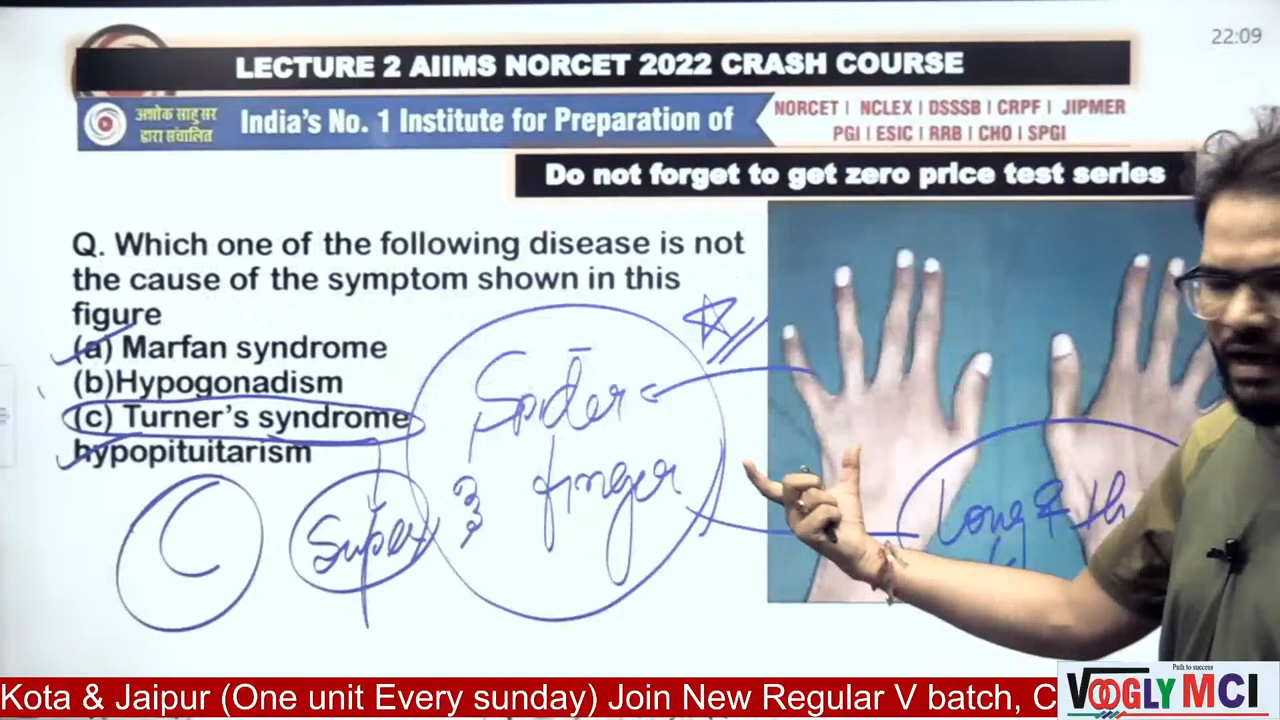 22:09
LECTURE 2 AIIMS NORCET 2022 CRASH COURSE
अशोक साहू सर
द्वारा संचालित
India's No. 1 Institute for Preparation of
NORCET | NCLEX | DSSSB | CRPF | JIPMER
PGI | ESIC | RRB | CHO | SPGI
Do not forget to get zero price test series
Q. Which one of the following disease is not
the cause of the symptom shown in this
figure
(a) Marfan syndrome
(b)Hypogonadism
(c) Turner's syndrome
hypopituitarism
Spider
finger
Long & th
C
Path to success
VOOGLY MCI
Kota & Jaipur (One unit Every sunday) Join New Regular V batch, C